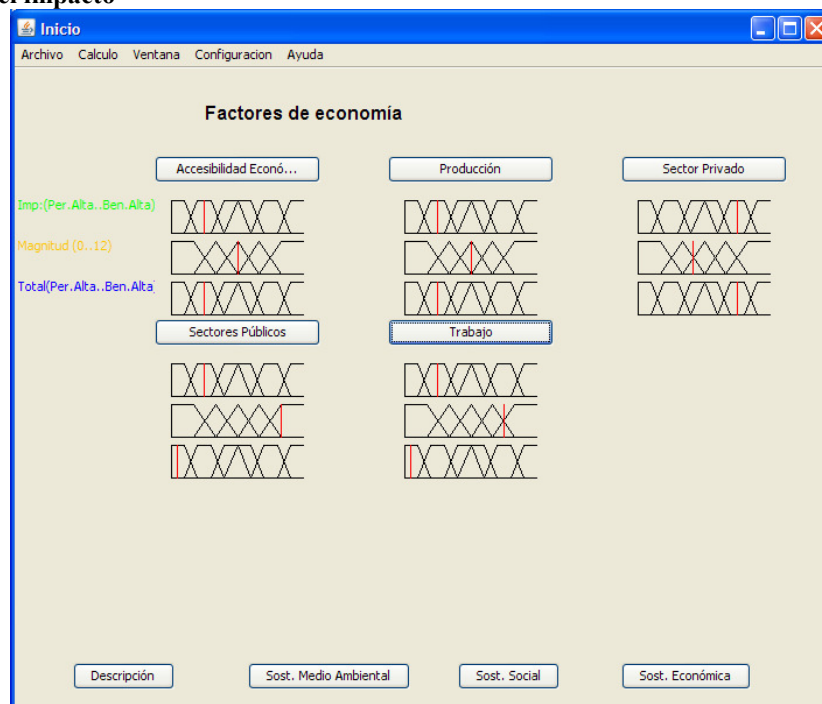 el impacto
Inicio
Archivo Calculo Ventana Configuracion Ayuda
Factores de economía
Accesibilidad Econó... Producción Sector Privado
Imp:(Per.Alta..Ben.Alta)
Magnitud (0..12)
Total(Per.Alta..Ben.Alta
Sectores Públicos Trabajo
Descripción Sost. Medio Ambiental Sost. Social Sost. Económica